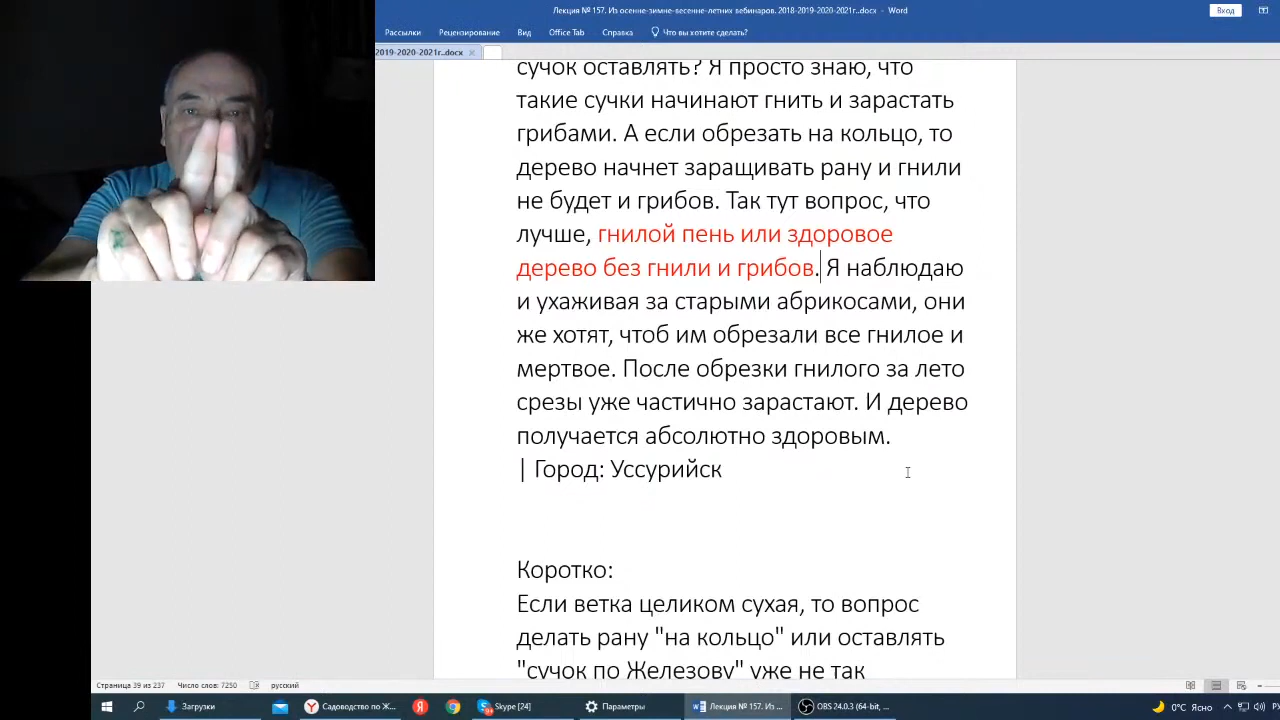 Лекция № 157. Из осенне-зимне-весенне-летних вебинаров. 2018-2019-2020-2021г..docx - Word
Вход
Рассылки Рецензирование Вид Office Tab Справка Что вы хотите сделать?
2019-2020-2021г..docx
сучок оставлять? Я просто знаю, что
такие сучки начинают гнить и зарастать
грибами. А если обрезать на кольцо, то
дерево начнет заращивать рану и гнили
не будет и грибов. Так тут вопрос, что
лучше, гнилой пень или здоровое
дерево без гнили и грибов. Я наблюдаю
и ухаживая за старыми абрикосами, они
же хотят, чтоб им обрезали все гнилое и
мертвое. После обрезки гнилого за лето
срезы уже частично зарастают. И дерево
получается абсолютно здоровым.
| Город: Уссурийск
Коротко:
Если ветка целиком сухая, то вопрос
делать рану "на кольцо" или оставлять
"сучок по Железову" уже не так
Страница 39 из 237 Число слов: 7250 русский
Загрузки Садоводство по Ж... Skype [24] Параметры Лекция № 157. Из ... OBS 24.0.3 (64-bit, ... 0°C Ясно